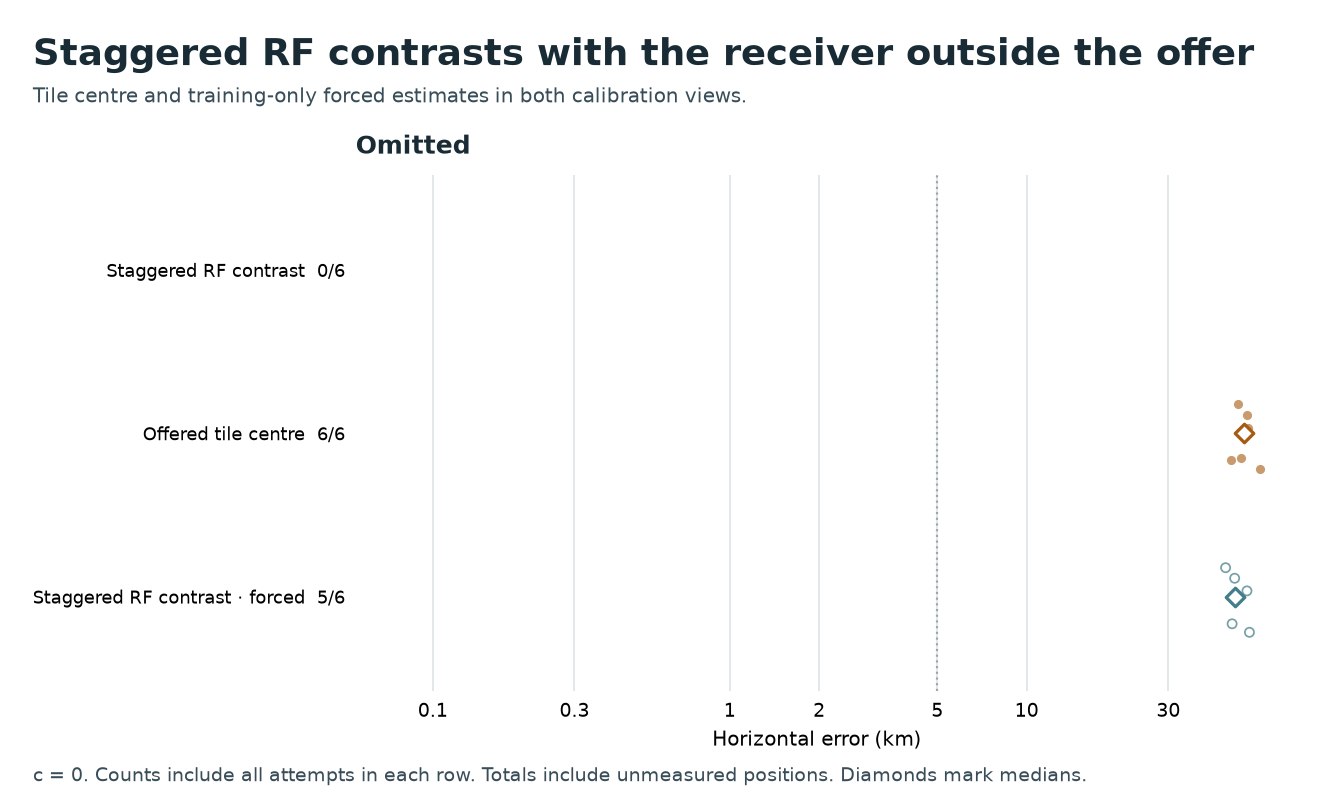 Staggered RF contrasts with the receiver outside the offer
Tile centre and training-only forced estimates in both calibration views.
Omitted
Staggered RF contrast 0/6
Offered tile centre 6/6
Staggered RF contrast · forced 5/6
0.1 0.3 1 2 5 10 30
Horizontal error (km)
c = 0. Counts include all attempts in each row. Totals include unmeasured positions. Diamonds mark medians.